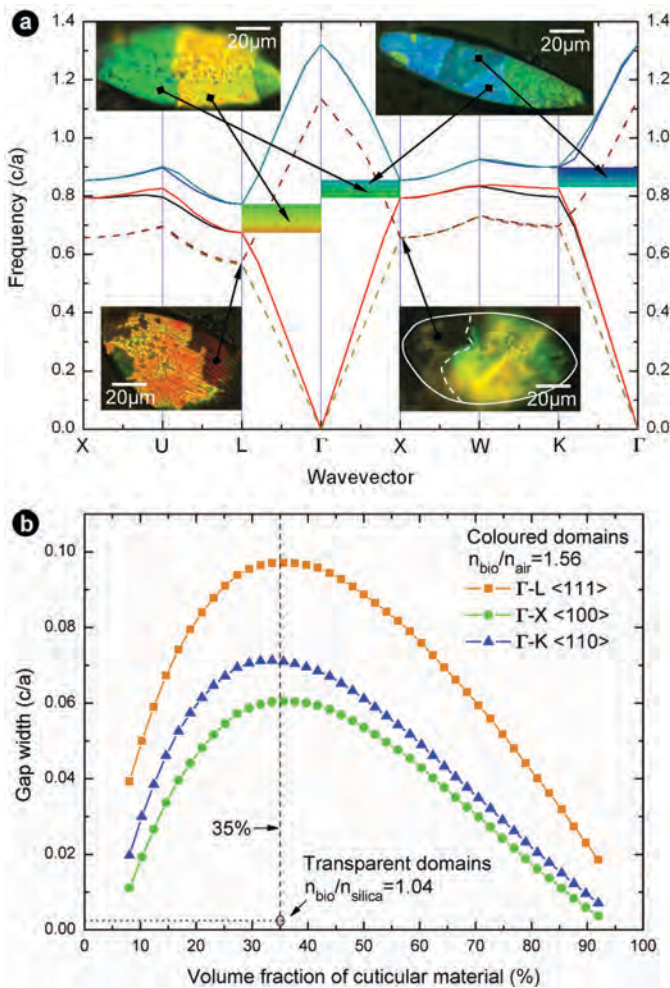 a
1.4
1.2
1.0
0.8
0.6
0.4
0.2
0.0
Frequency (c/a)
20µm
20µm
20µm
20µm
1.4
1.2
1.0
0.8
0.6
0.4
0.2
0.0
X U L Γ X W K Γ
Wavevector
b
0.10
0.08
0.06
0.04
0.02
0.00
Gap width (c/a)
Coloured domains
n_bio/n_air=1.56
Γ-L <111>
Γ-X <100>
Γ-K <110>
35%
Transparent domains
n_bio/n_silica=1.04
0 10 20 30 40 50 60 70 80 90 100
Volume fraction of cuticular material (%)